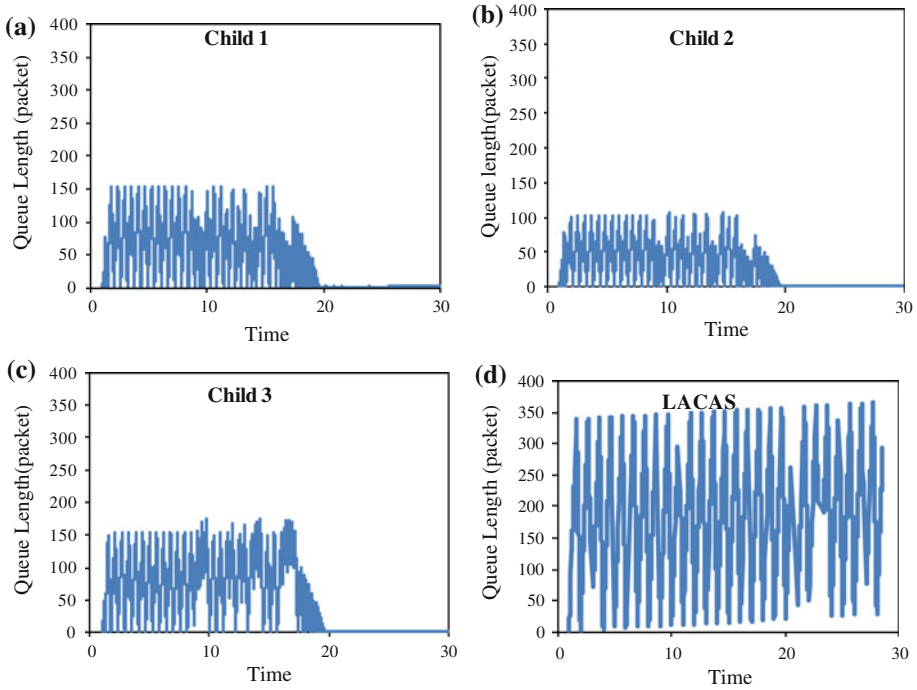 (a)
Child 1
Queue Length (packet)
400
350
300
250
200
150
100
50
0
0 10 20 30
Time
(b)
Child 2
Queue length(packet)
400
350
300
250
200
150
100
50
0
0 10 20 30
Time
(c)
Child 3
Queue Length(packet)
400
350
300
250
200
150
100
50
0
0 10 20 30
Time
(d)
LACAS
Queue Length (packet)
400
350
300
250
200
150
100
50
0
0 10 20 30
Time